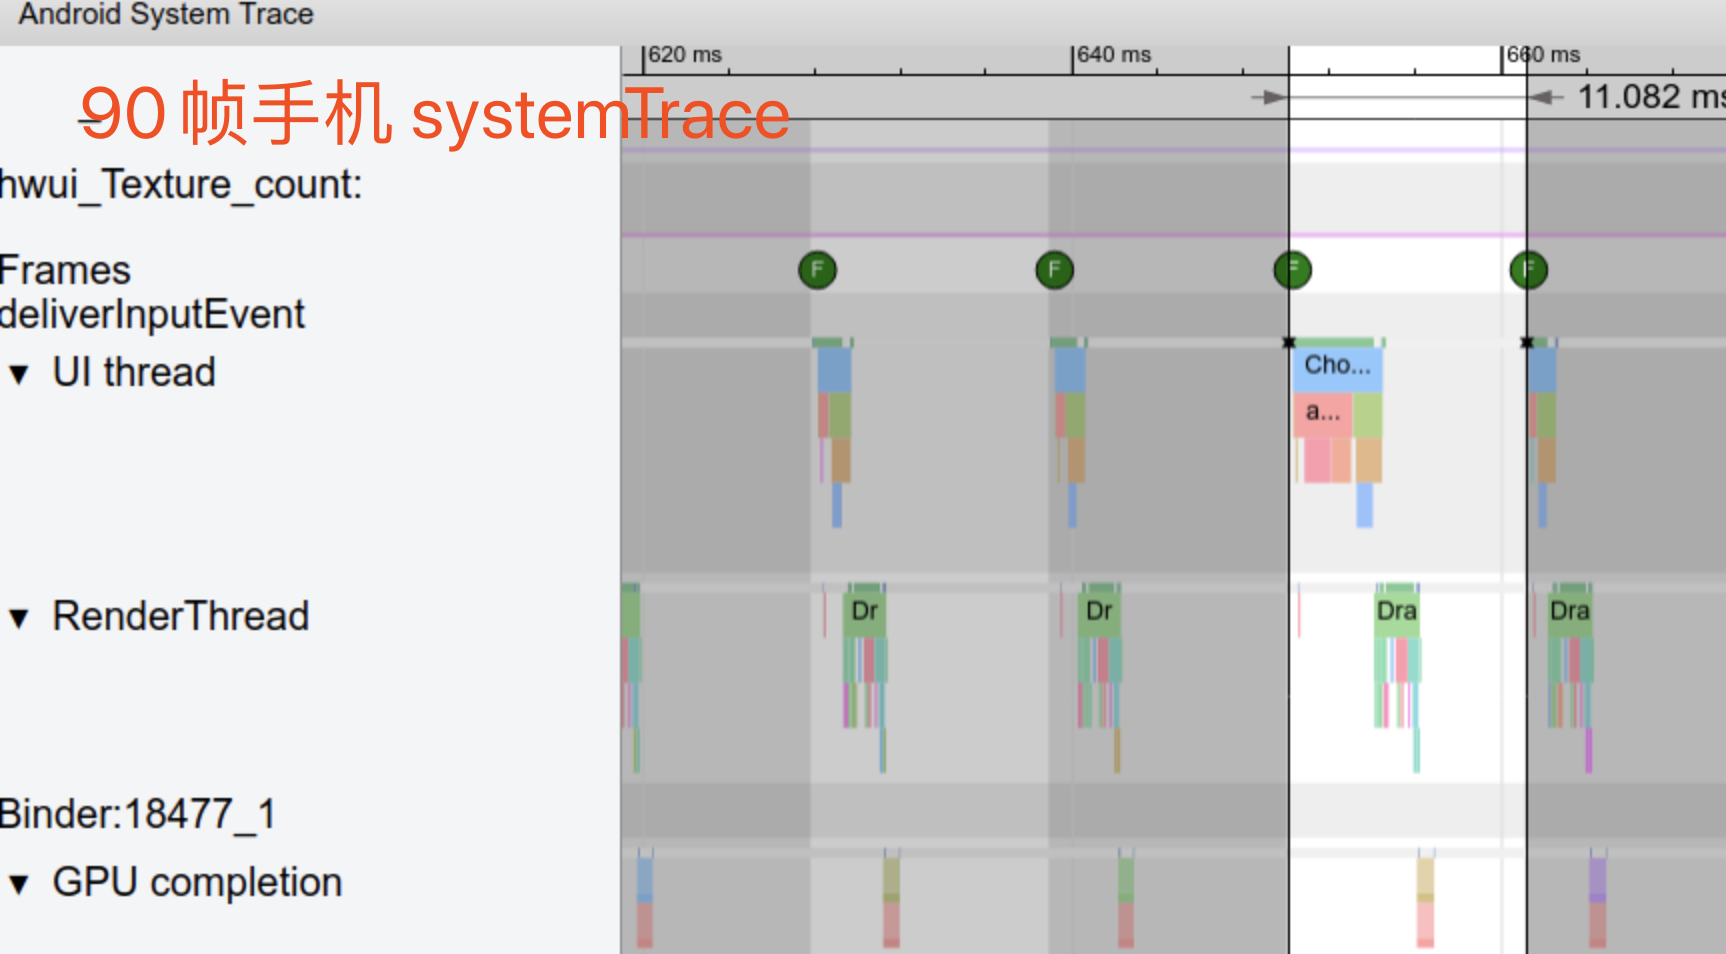 Android System Trace
620 ms
640 ms
660 ms
90 帧手机 systemTrace
11.082 ms
hwui_Texture_count:
Frames
F
F
F
F
deliverInputEvent
▼ UI thread
Cho...
a...
▼ RenderThread
Dr
Dr
Dra
Dra
Binder:18477_1
▼ GPU completion